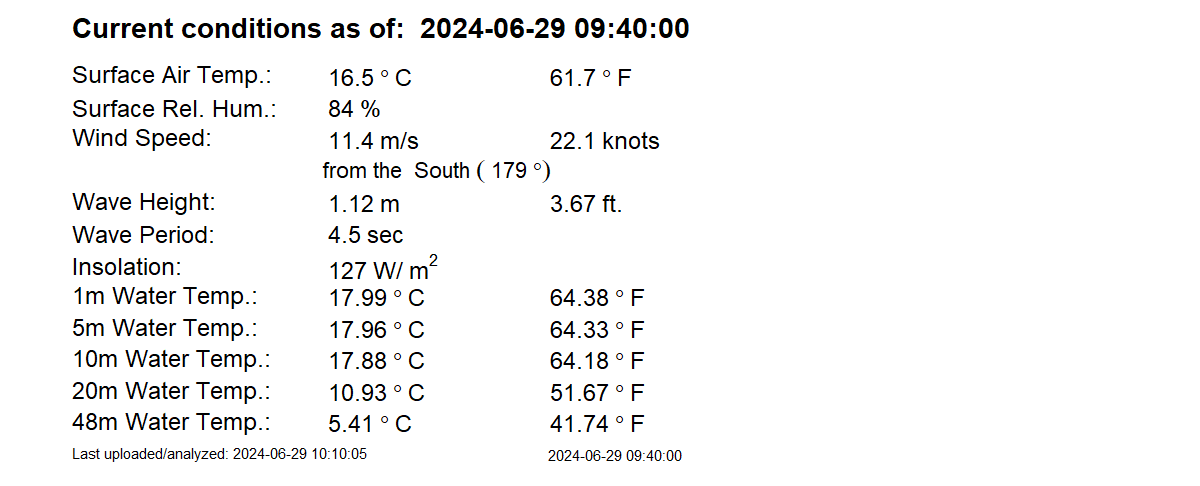 Current conditions as of: 2024-06-29 09:40:00
Surface Air Temp.: 16.5 ° C 61.7 ° F
Surface Rel. Hum.: 84 %
Wind Speed: 11.4 m/s 22.1 knots
from the South ( 179 °)
Wave Height: 1.12 m 3.67 ft.
Wave Period: 4.5 sec
Insolation: 127 W/ m²
1m Water Temp.: 17.99 ° C 64.38 ° F
5m Water Temp.: 17.96 ° C 64.33 ° F
10m Water Temp.: 17.88 ° C 64.18 ° F
20m Water Temp.: 10.93 ° C 51.67 ° F
48m Water Temp.: 5.41 ° C 41.74 ° F
Last uploaded/analyzed: 2024-06-29 10:10:05 2024-06-29 09:40:00